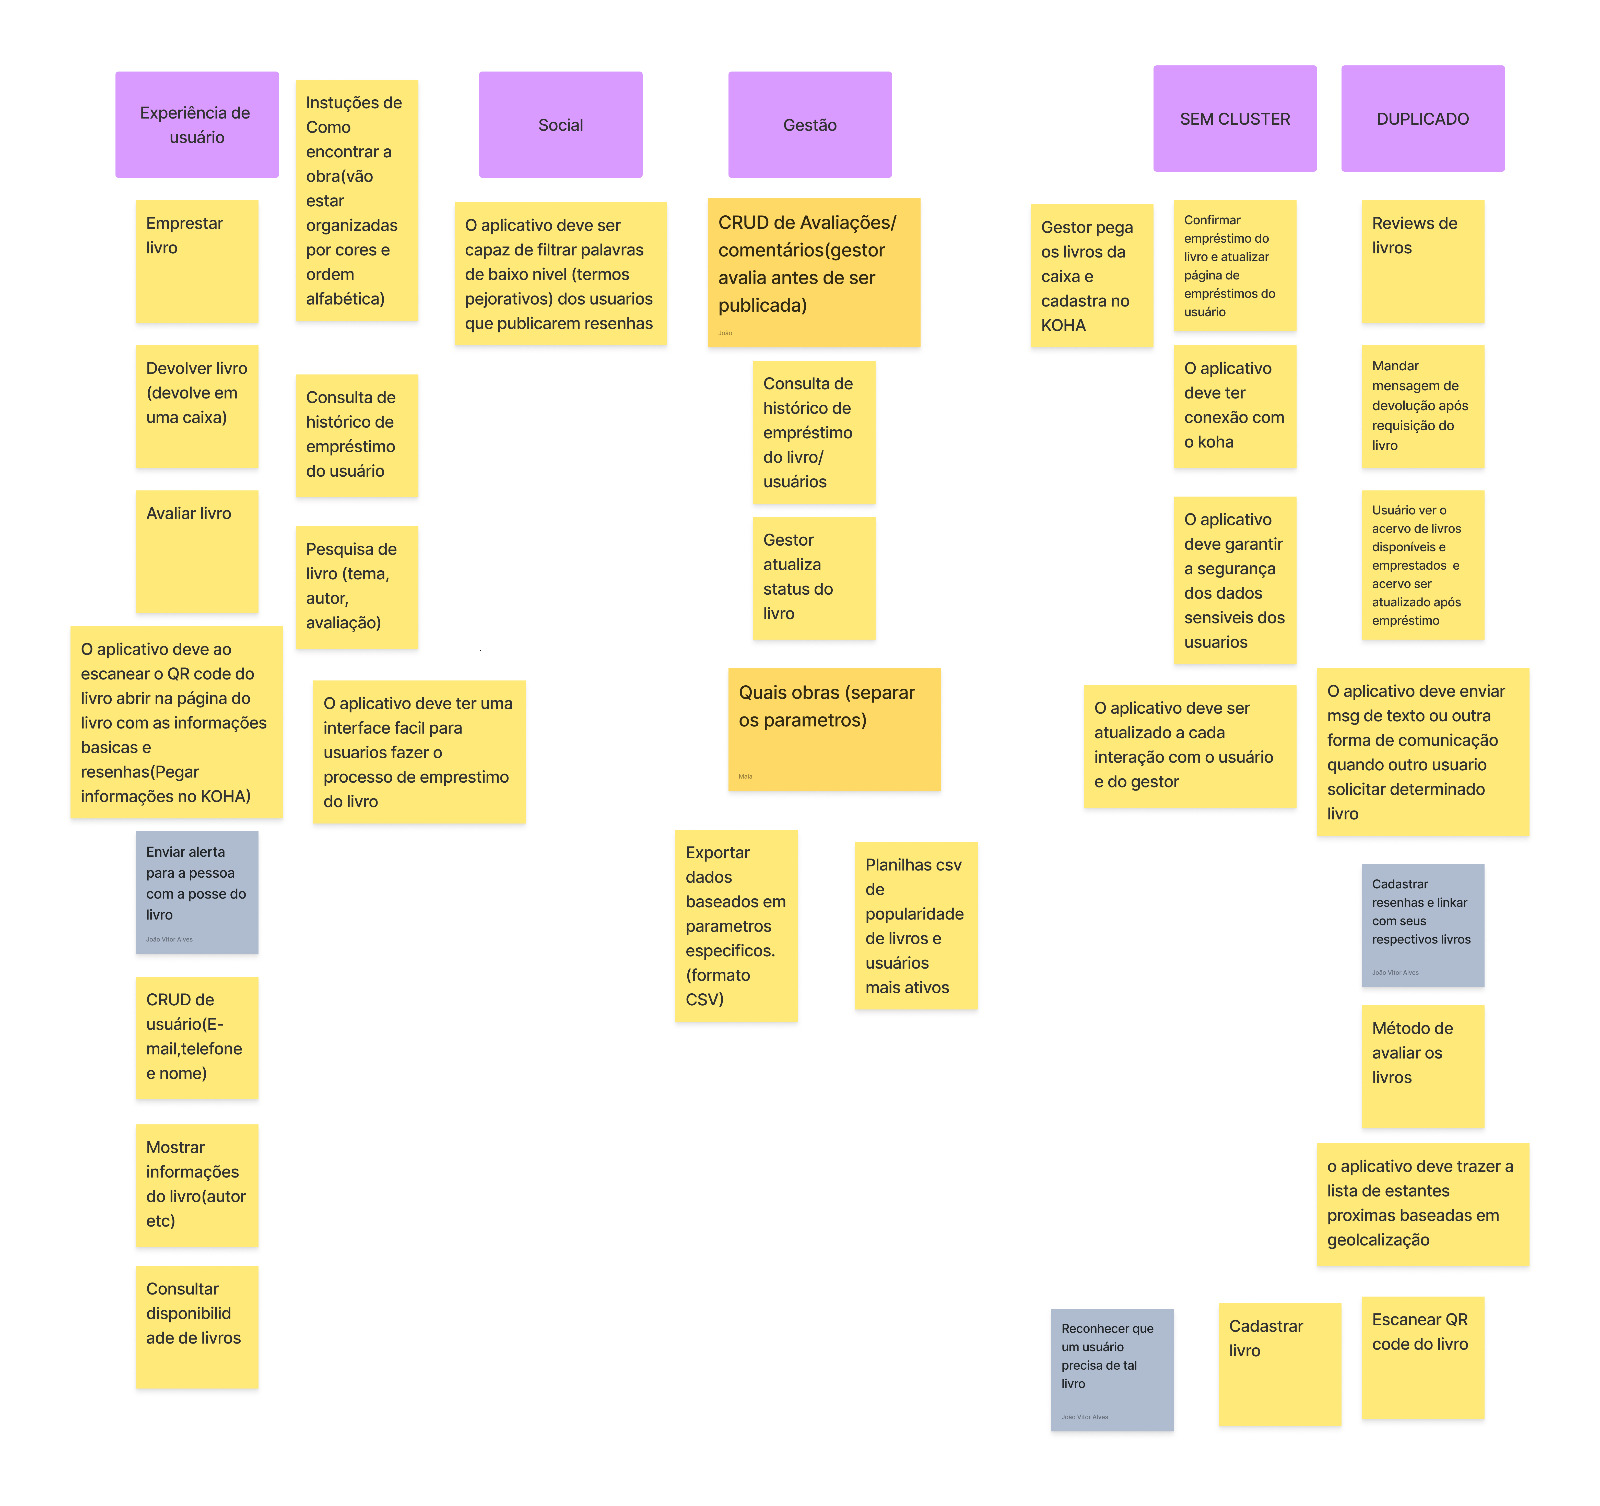 Experiência de
usuário
Emprestar
livro
Devolver livro
(devolve em
uma caixa)
Avaliar livro
O aplicativo deve ao
escanear o QR code do
livro abrir na página do
livro com as informações
basicas e
resenhas(Pegar
informações no KOHA)
Enviar alerta
para a pessoa
com a posse do
livro
João Vitor Alves
CRUD de
usuário(E-
mail,telefone
e nome)
Mostrar
informações
do livro(autor
etc)
Consultar
disponibilid
ade de livros
Instuções de
Como
encontrar a
obra(vão
estar
organizadas
por cores e
ordem
alfabética)
Consulta de
histórico de
empréstimo
do usuário
Pesquisa de
livro (tema,
autor,
avaliação)
O aplicativo deve ter uma
interface facil para
usuarios fazer o
processo de emprestimo
do livro
Social
O aplicativo deve ser
capaz de filtrar palavras
de baixo nivel (termos
pejorativos) dos usuarios
que publicarem resenhas
Gestão
CRUD de Avaliações/
comentários(gestor
avalia antes de ser
publicada)
João
Consulta de
histórico de
empréstimo
do livro/
usuários
Gestor
atualiza
status do
livro
Quais obras (separar
os parametros)
Maia
Exportar
dados
baseados em
parametros
especificos.
(formato
CSV)
Planilhas csv
de
popularidade
de livros e
usuários
mais ativos
SEM CLUSTER
Gestor pega
os livros da
caixa e
cadastra no
KOHA
Confirmar
empréstimo do
livro e atualizar
página de
empréstimos do
usuário
O aplicativo
deve ter
conexão com
o koha
O aplicativo
deve garantir
a segurança
dos dados
sensiveis dos
usuarios
O aplicativo deve ser
atualizado a cada
interação com o usuário
e do gestor
DUPLICADO
Reviews de
livros
Mandar
mensagem de
devolução após
requisição do
livro
Usuário ver o
acervo de livros
disponíveis e
emprestados e
acervo ser
atualizado após
empréstimo
O aplicativo deve enviar
msg de texto ou outra
forma de comunicação
quando outro usuario
solicitar determinado
livro
Cadastrar
resenhas e linkar
com seus
respectivos livros
João Vitor Alves
Método de
avaliar os
livros
o aplicativo deve trazer a
lista de estantes
proximas baseadas em
geolcalização
Reconhecer que
um usuário
precisa de tal
livro
João Vitor Alves
Cadastrar
livro
Escanear QR
code do livro